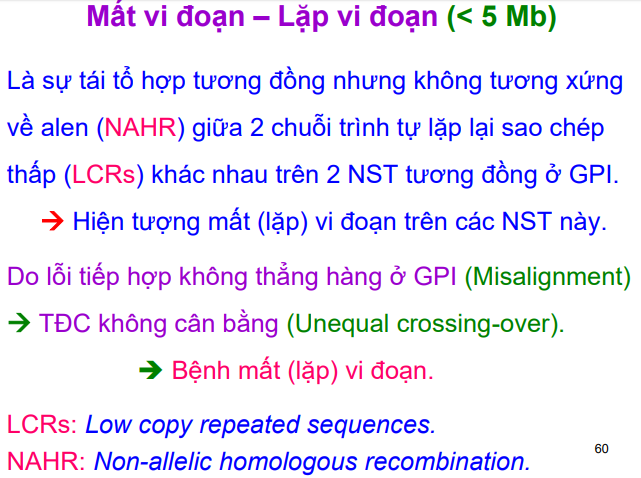 Mất vi đoạn – Lặp vi đoạn (< 5 Mb)
Là sự tái tổ hợp tương đồng nhưng không tương xứng
về alen (NAHR) giữa 2 chuỗi trình tự lặp lại sao chép
thấp (LCRs) khác nhau trên 2 NST tương đồng ở GPI.
→ Hiện tượng mất (lặp) vi đoạn trên các NST này.
Do lỗi tiếp hợp không thẳng hàng ở GPI (Misalignment)
→ TĐC không cân bằng (Unequal crossing-over).
→ Bệnh mất (lặp) vi đoạn.
LCRs: Low copy repeated sequences.
NAHR: Non-allelic homologous recombination.
60